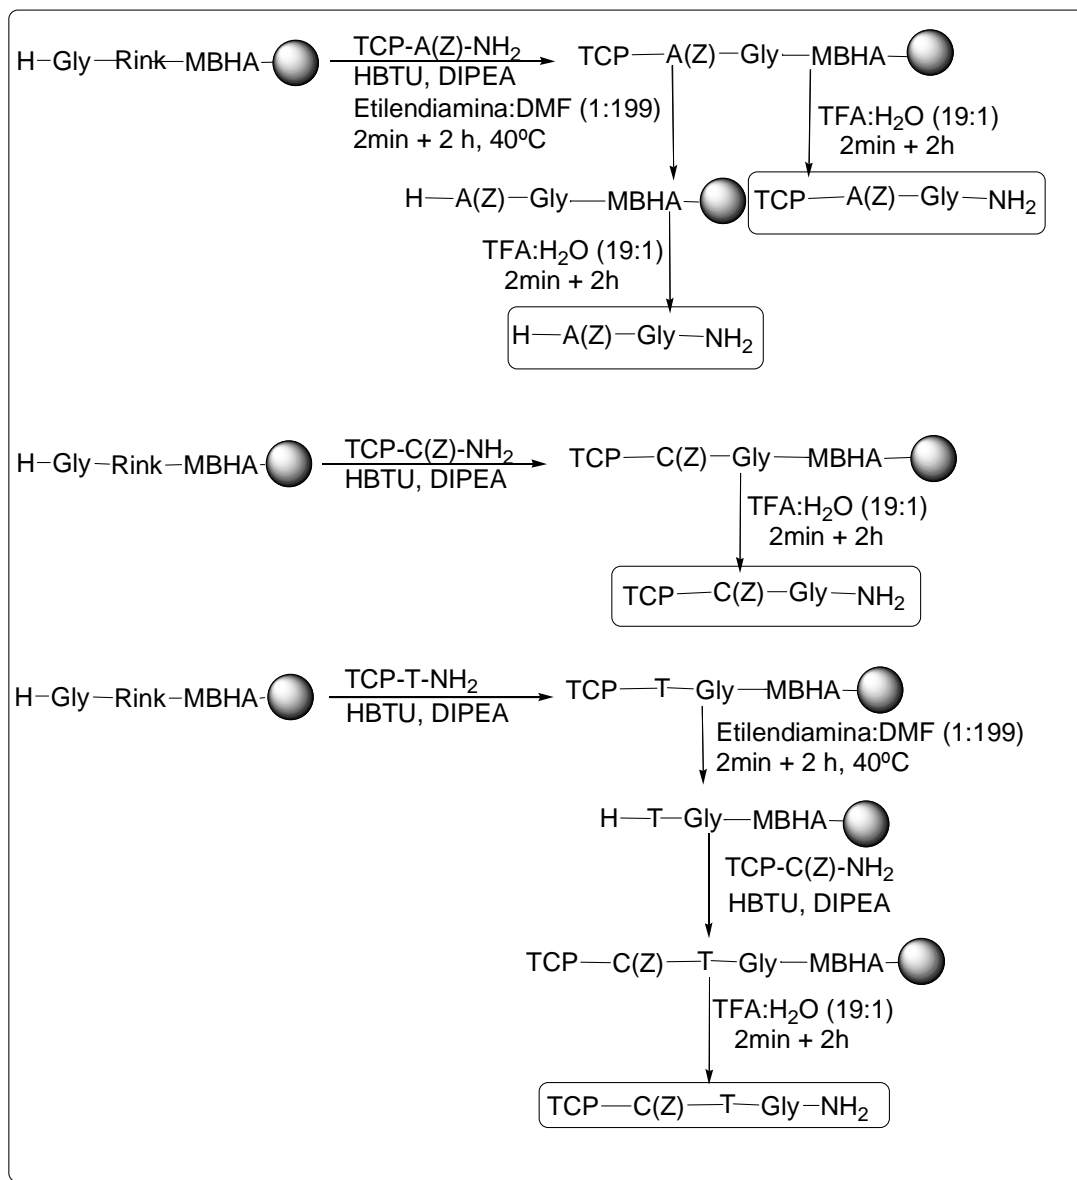 H-Gly-Rink-MBHA
TCP-A(Z)-NH2
HBTU, DIPEA
Etilendiamina:DMF (1:199)
2min + 2 h, 40ºC
TCP-A(Z)-Gly-MBHA
TFA:H2O (19:1)
2min + 2h
TCP-A(Z)-Gly-NH2
H-A(Z)-Gly-MBHA
TFA:H2O (19:1)
2min + 2h
H-A(Z)-Gly-NH2
H-Gly-Rink-MBHA
TCP-C(Z)-NH2
HBTU, DIPEA
TCP-C(Z)-Gly-MBHA
TFA:H2O (19:1)
2min + 2h
TCP-C(Z)-Gly-NH2
H-Gly-Rink-MBHA
TCP-T-NH2
HBTU, DIPEA
TCP-T-Gly-MBHA
Etilendiamina:DMF (1:199)
2min + 2 h, 40ºC
H-T-Gly-MBHA
TCP-C(Z)-NH2
HBTU, DIPEA
TCP-C(Z)-T-Gly-MBHA
TFA:H2O (19:1)
2min + 2h
TCP-C(Z)-T-Gly-NH2